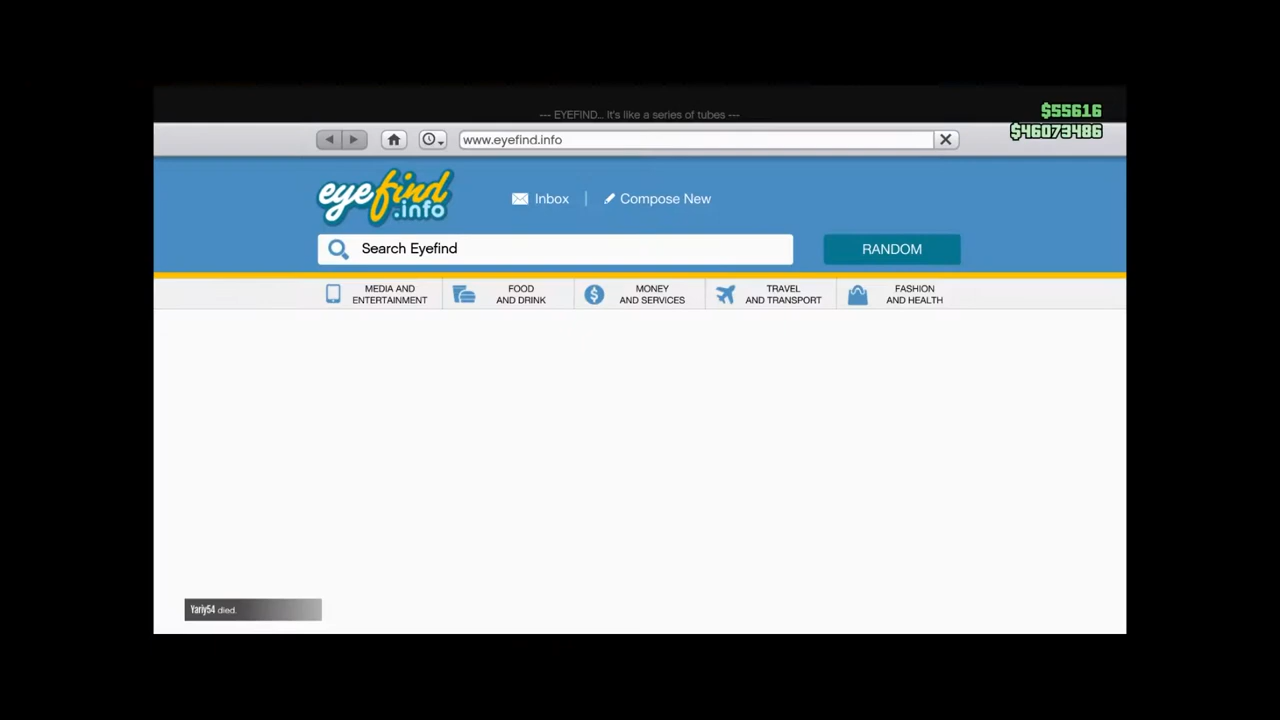 --- EYEFIND... It's like a series of tubes ---
$55616
$46073486
www.eyefind.info
eyefind
.info
Inbox
Compose New
Search Eyefind
RANDOM
MEDIA AND
ENTERTAINMENT
FOOD
AND DRINK
MONEY
AND SERVICES
TRAVEL
AND TRANSPORT
FASHION
AND HEALTH
Yariy54 died.